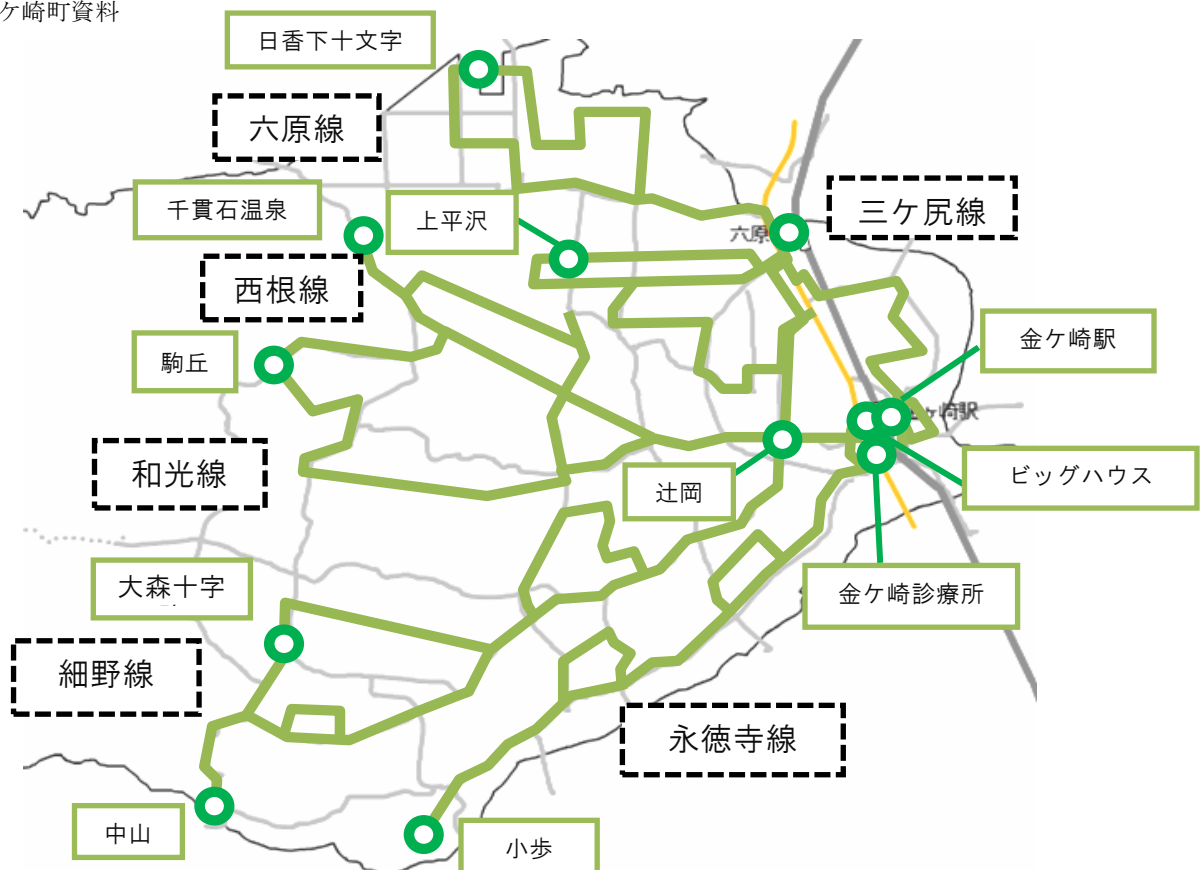 ケ崎町資料
日香下十文字
六原線
千貫石温泉
上平沢
三ケ尻線
六原
西根線
金ケ崎駅
駒丘
ケ崎駅
和光線
ビッグハウス
辻岡
大森十字
金ケ崎診療所
細野線
永徳寺線
中山
小歩